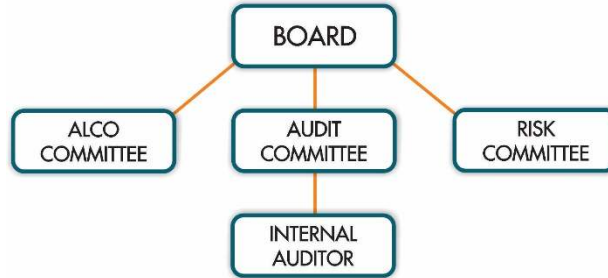 BOARD
ALCO
COMMITTEE
AUDIT
COMMITTEE
RISK
COMMITTEE
INTERNAL
AUDITOR